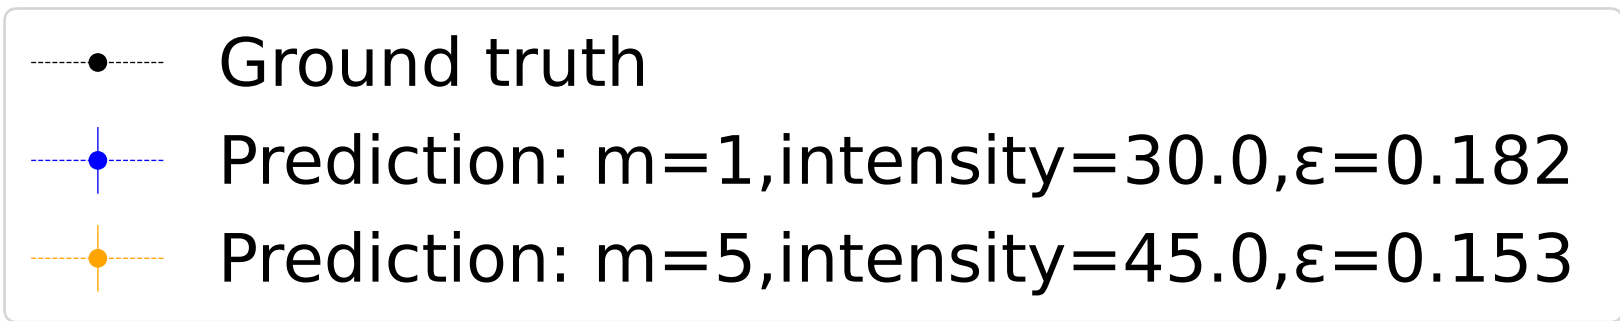 Ground truth
Prediction: m=1,intensity=30.0,ε=0.182
Prediction: m=5,intensity=45.0,ε=0.153